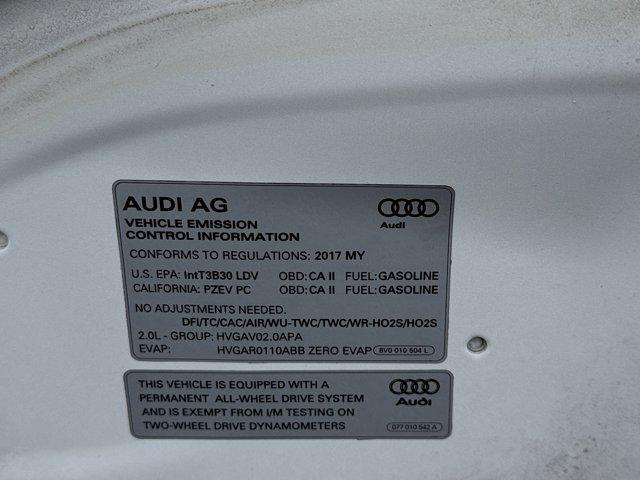 AUDI AG
Audi
VEHICLE EMISSION
CONTROL INFORMATION
CONFORMS TO REGULATIONS: 2017 MY
U.S. EPA: IntT3B30 LDV OBD: CA II FUEL: GASOLINE
CALIFORNIA: PZEV PC OBD: CA II FUEL: GASOLINE
NO ADJUSTMENTS NEEDED.
DFI/TC/CAC/AIR/WU-TWC/TWC/WR-HO2S/HO2S
2.0L - GROUP: HVGAV02.0APA
EVAP: HVGAR0110ABB ZERO EVAP 8V0 010 504 L
THIS VEHICLE IS EQUIPPED WITH A
PERMANENT ALL-WHEEL DRIVE SYSTEM
AND IS EXEMPT FROM I/M TESTING ON
TWO-WHEEL DRIVE DYNAMOMETERS
Audi
077 010 542 A